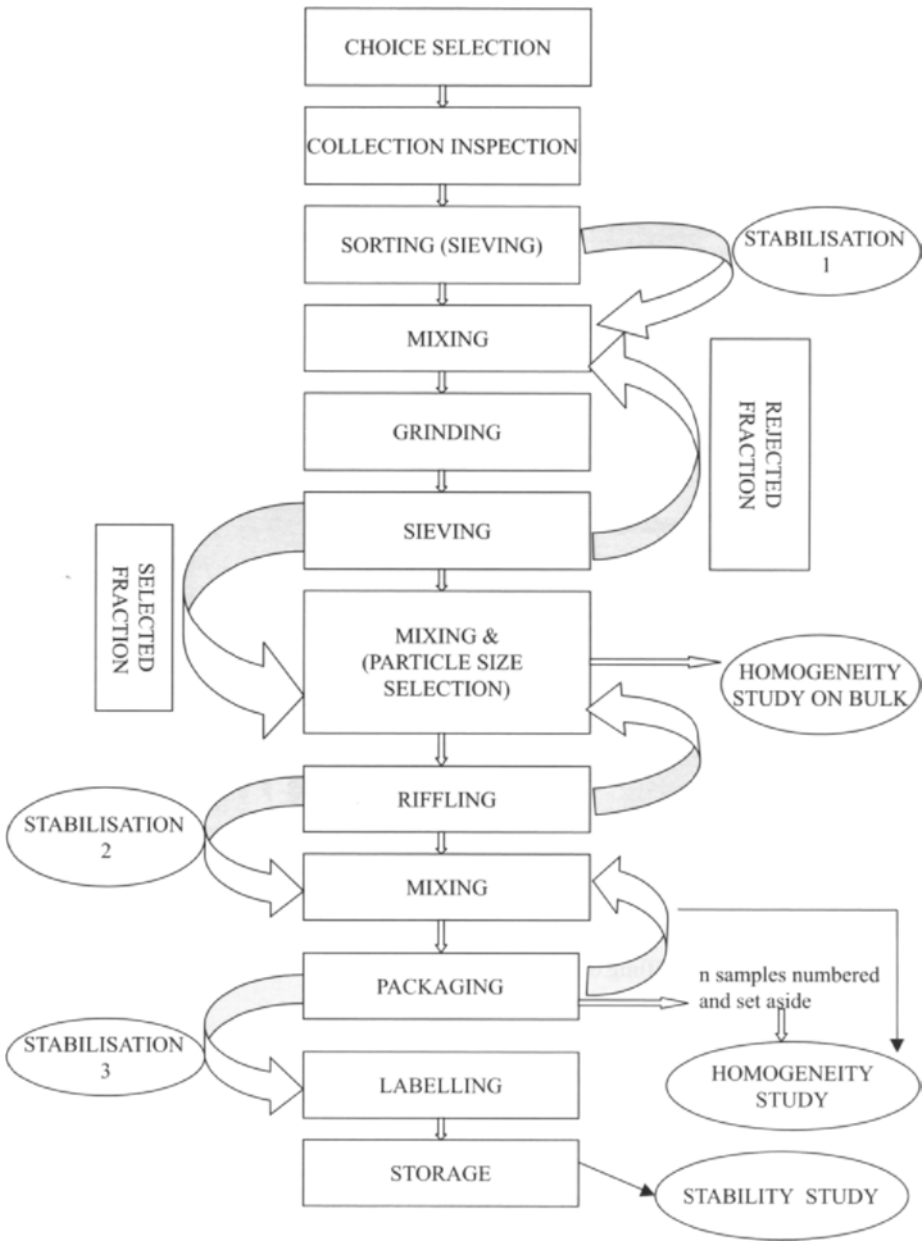 CHOICE SELECTION
COLLECTION INSPECTION
SORTING (SIEVING)
STABILISATION
1
MIXING
GRINDING
REJECTED
FRACTION
SIEVING
SELECTED
FRACTION
MIXING &
(PARTICLE SIZE
SELECTION)
HOMOGENEITY
STUDY ON BULK
RIFFLING
STABILISATION
2
MIXING
PACKAGING
n samples numbered
and set aside
STABILISATION
3
LABELLING
HOMOGENEITY
STUDY
STORAGE
STABILITY STUDY